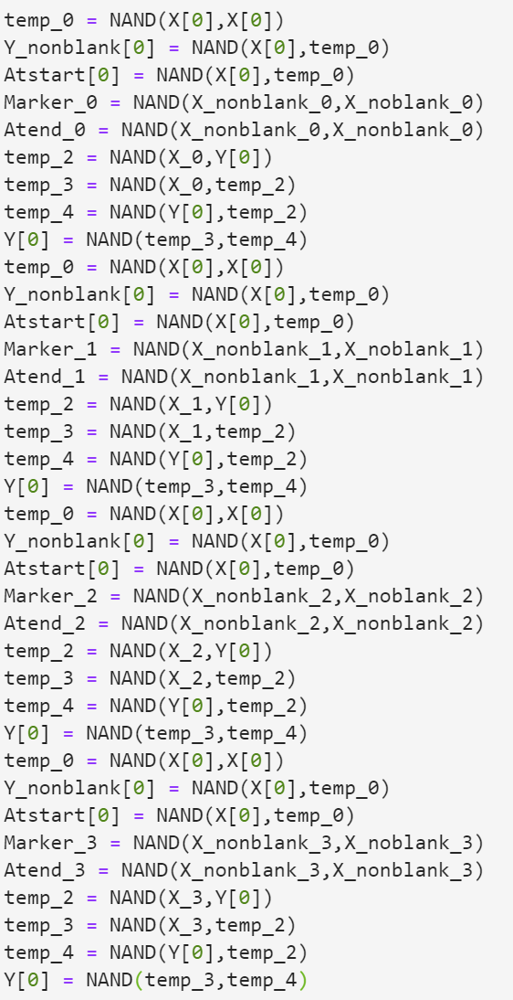 temp_0 = NAND(X[0],X[0])
Y_nonblank[0] = NAND(X[0],temp_0)
Atstart[0] = NAND(X[0],temp_0)
Marker_0 = NAND(X_nonblank_0,X_noblank_0)
Atend_0 = NAND(X_nonblank_0,X_nonblank_0)
temp_2 = NAND(X_0,Y[0])
temp_3 = NAND(X_0,temp_2)
temp_4 = NAND(Y[0],temp_2)
Y[0] = NAND(temp_3,temp_4)
temp_0 = NAND(X[0],X[0])
Y_nonblank[0] = NAND(X[0],temp_0)
Atstart[0] = NAND(X[0],temp_0)
Marker_1 = NAND(X_nonblank_1,X_noblank_1)
Atend_1 = NAND(X_nonblank_1,X_nonblank_1)
temp_2 = NAND(X_1,Y[0])
temp_3 = NAND(X_1,temp_2)
temp_4 = NAND(Y[0],temp_2)
Y[0] = NAND(temp_3,temp_4)
temp_0 = NAND(X[0],X[0])
Y_nonblank[0] = NAND(X[0],temp_0)
Atstart[0] = NAND(X[0],temp_0)
Marker_2 = NAND(X_nonblank_2,X_noblank_2)
Atend_2 = NAND(X_nonblank_2,X_nonblank_2)
temp_2 = NAND(X_2,Y[0])
temp_3 = NAND(X_2,temp_2)
temp_4 = NAND(Y[0],temp_2)
Y[0] = NAND(temp_3,temp_4)
temp_0 = NAND(X[0],X[0])
Y_nonblank[0] = NAND(X[0],temp_0)
Atstart[0] = NAND(X[0],temp_0)
Marker_3 = NAND(X_nonblank_3,X_noblank_3)
Atend_3 = NAND(X_nonblank_3,X_nonblank_3)
temp_2 = NAND(X_3,Y[0])
temp_3 = NAND(X_3,temp_2)
temp_4 = NAND(Y[0],temp_2)
Y[0] = NAND(temp_3,temp_4)